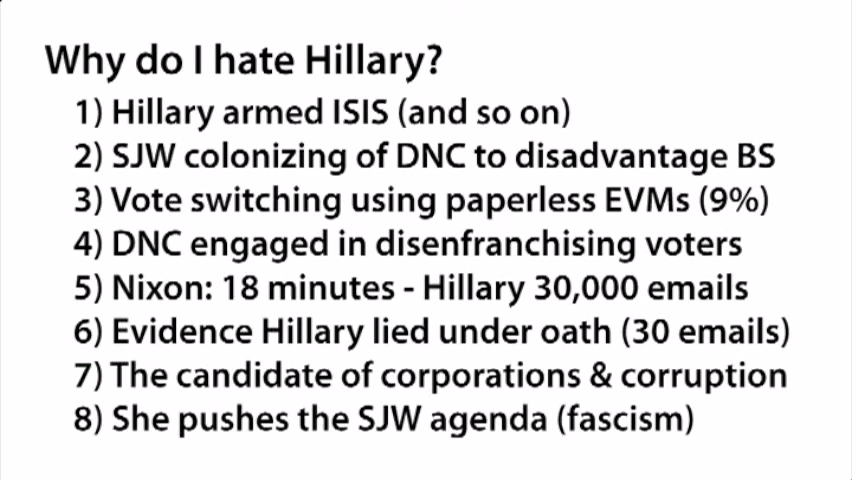 Why do I hate Hillary?
1) Hillary armed ISIS (and so on)
2) SJW colonizing of DNC to disadvantage BS
3) Vote switching using paperless EVMs (9%)
4) DNC engaged in disenfranchising voters
5) Nixon: 18 minutes - Hillary 30,000 emails
6) Evidence Hillary lied under oath (30 emails)
7) The candidate of corporations & corruption
8) She pushes the SJW agenda (fascism)